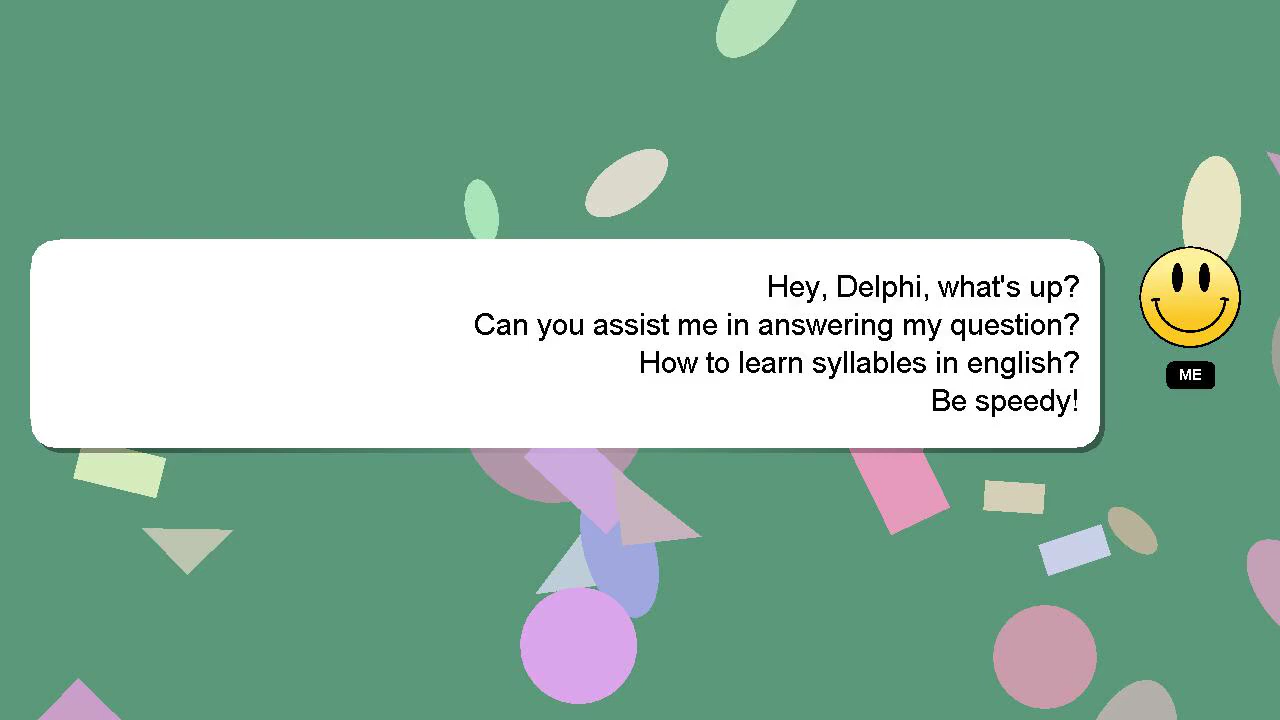 Hey, Delphi, what's up?
Can you assist me in answering my question?
How to learn syllables in english?
Be speedy!
ME